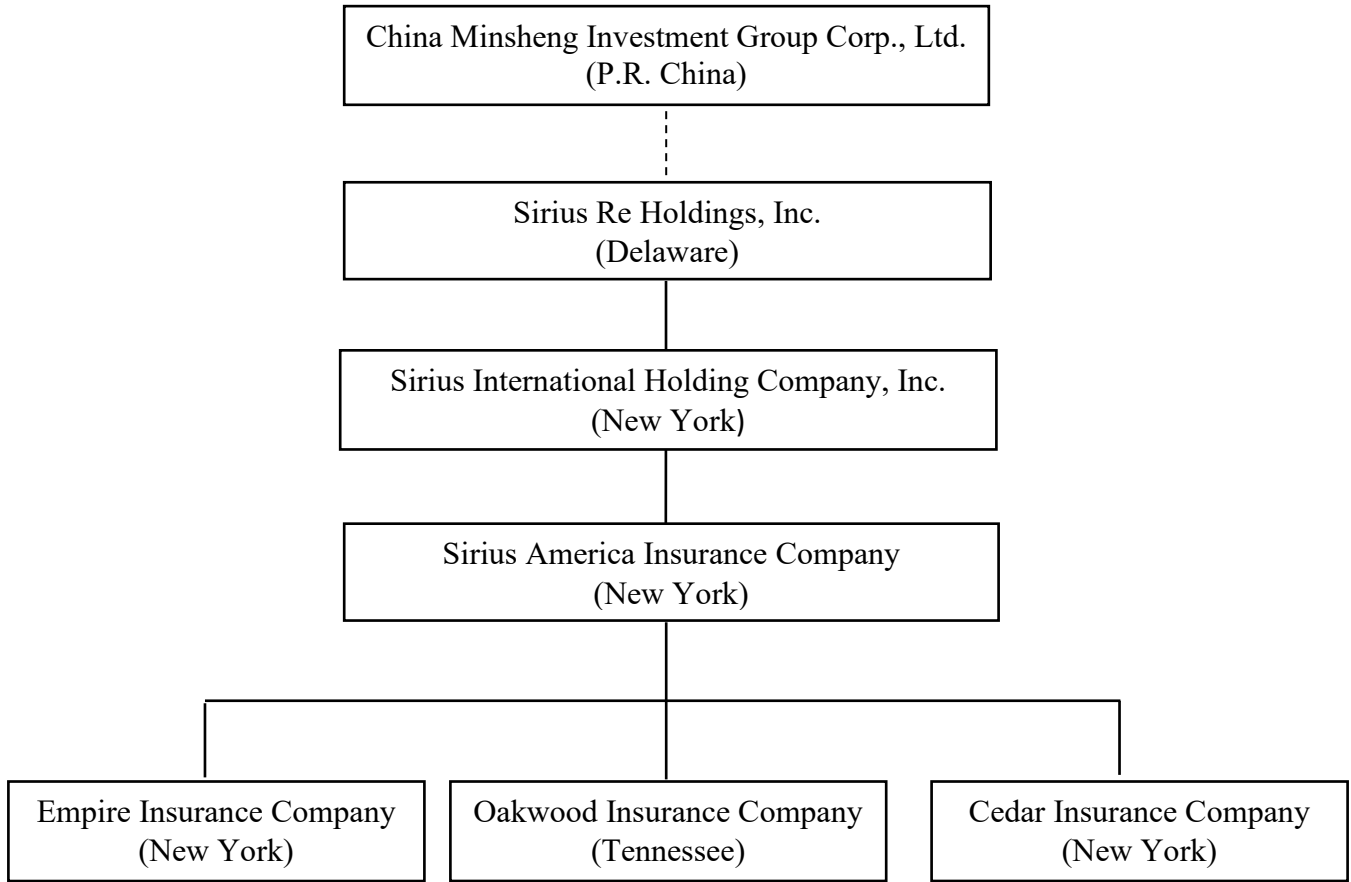 China Minsheng Investment Group Corp., Ltd.
(P.R. China)
Sirius Re Holdings, Inc.
(Delaware)
Sirius International Holding Company, Inc.
(New York)
Sirius America Insurance Company
(New York)
Empire Insurance Company
(New York)
Oakwood Insurance Company
(Tennessee)
Cedar Insurance Company
(New York)